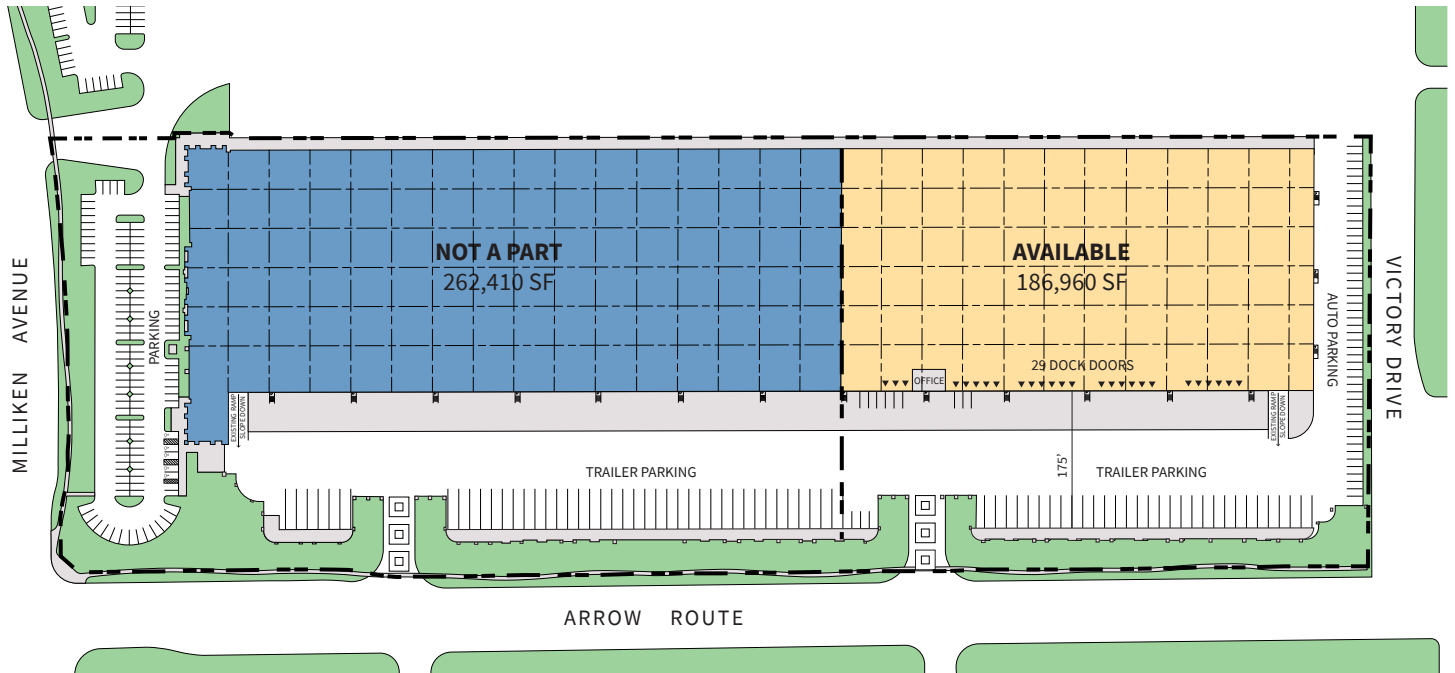 NOT A PART
262,410 SF
AVAILABLE
186,960 SF
29 DOCK DOORS
OFFICE
MILLIKEN AVENUE
PARKING
AUTO PARKING
VICTORY DRIVE
EXISTING RAMP
SLOPE DOWN
EXISTING RAMP
SLOPE DOWN
TRAILER PARKING
175'
TRAILER PARKING
ARROW ROUTE